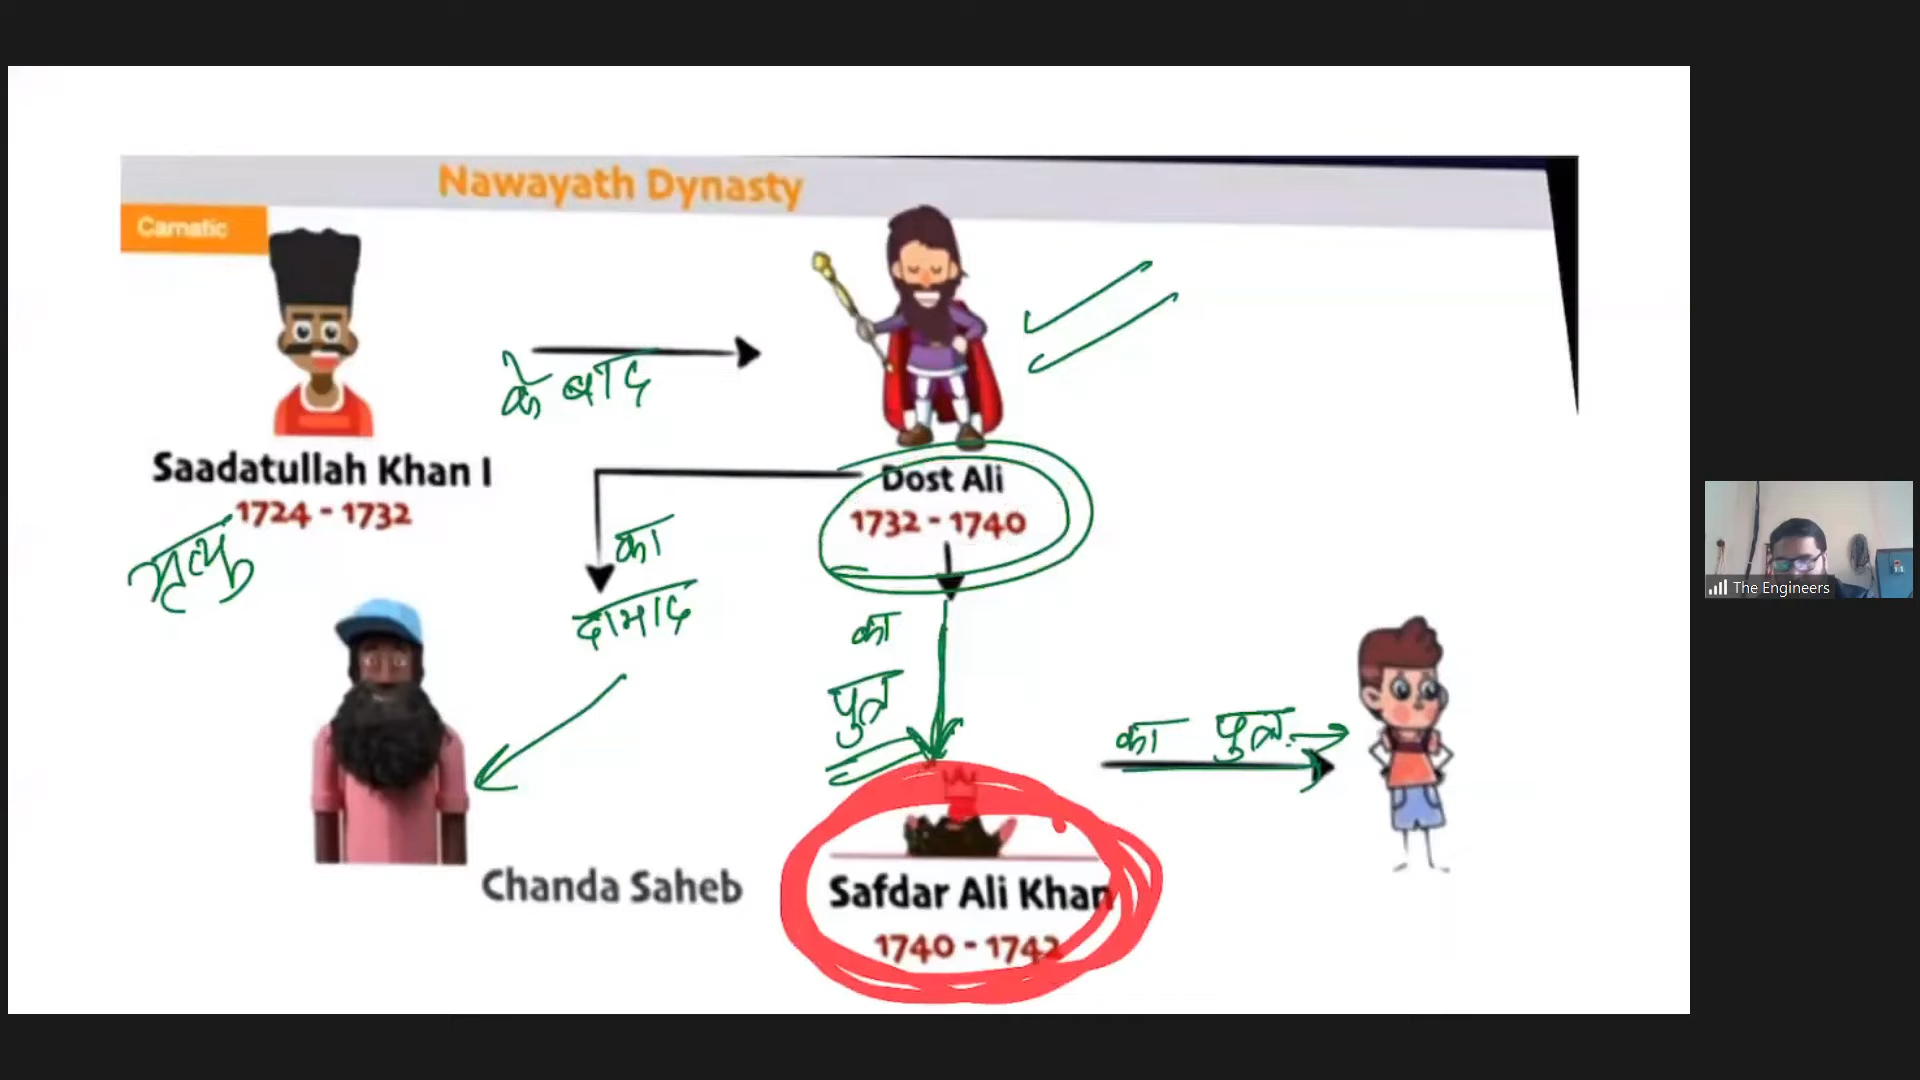 Nawayath Dynasty
Carnatic
के बाद
Saadatullah Khan I
1724 - 1732
मृत्यु
Dost Ali
1732 - 1740
का
दामाद
का
पुत्र
का पुत्र
Chanda Saheb
Safdar Ali Khan
1740 - 1742
The Engineers